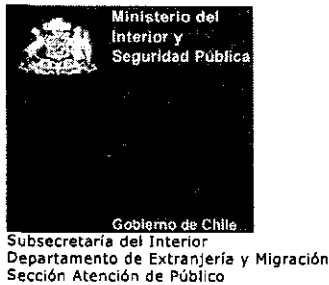 Ministerio del
Interior y
Seguridad Pública
Gobierno de Chile
Subsecretaría del Interior
Departamento de Extranjería y Migración
Sección Atención de Público